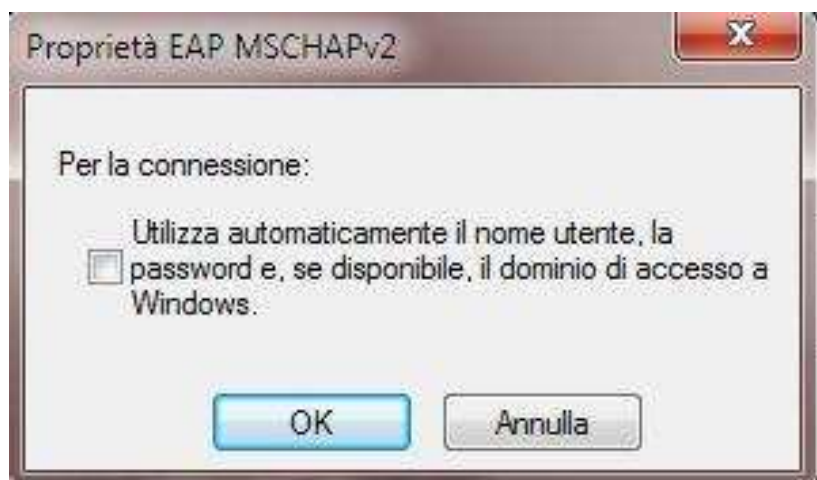 Proprietà EAP MSCHAPv2
Per la connessione:
Utilizza automaticamente il nome utente, la
password e, se disponibile, il dominio di accesso a
Windows.
OK
Annulla